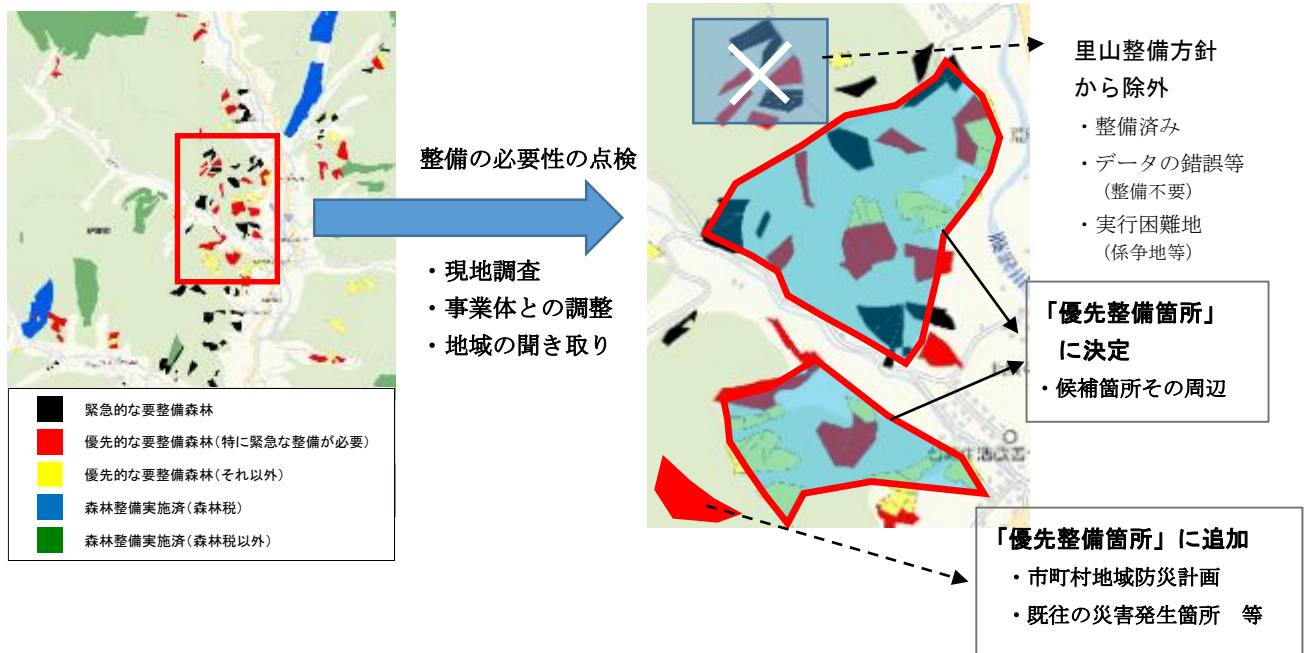 整備の必要性の点検
・現地調査
・事業体との調整
・地域の聞き取り
緊急的な要整備森林
優先的な要整備森林(特に緊急な整備が必要)
優先的な要整備森林(それ以外)
森林整備実施済(森林税)
森林整備実施済(森林税以外)
里山整備方針
から除外
・整備済み
・データの錯誤等
(整備不要)
・実行困難地
(係争地等)
「優先整備箇所」
に決定
・候補箇所その周辺
「優先整備箇所」に追加
・市町村地域防災計画
・既往の災害発生箇所 等